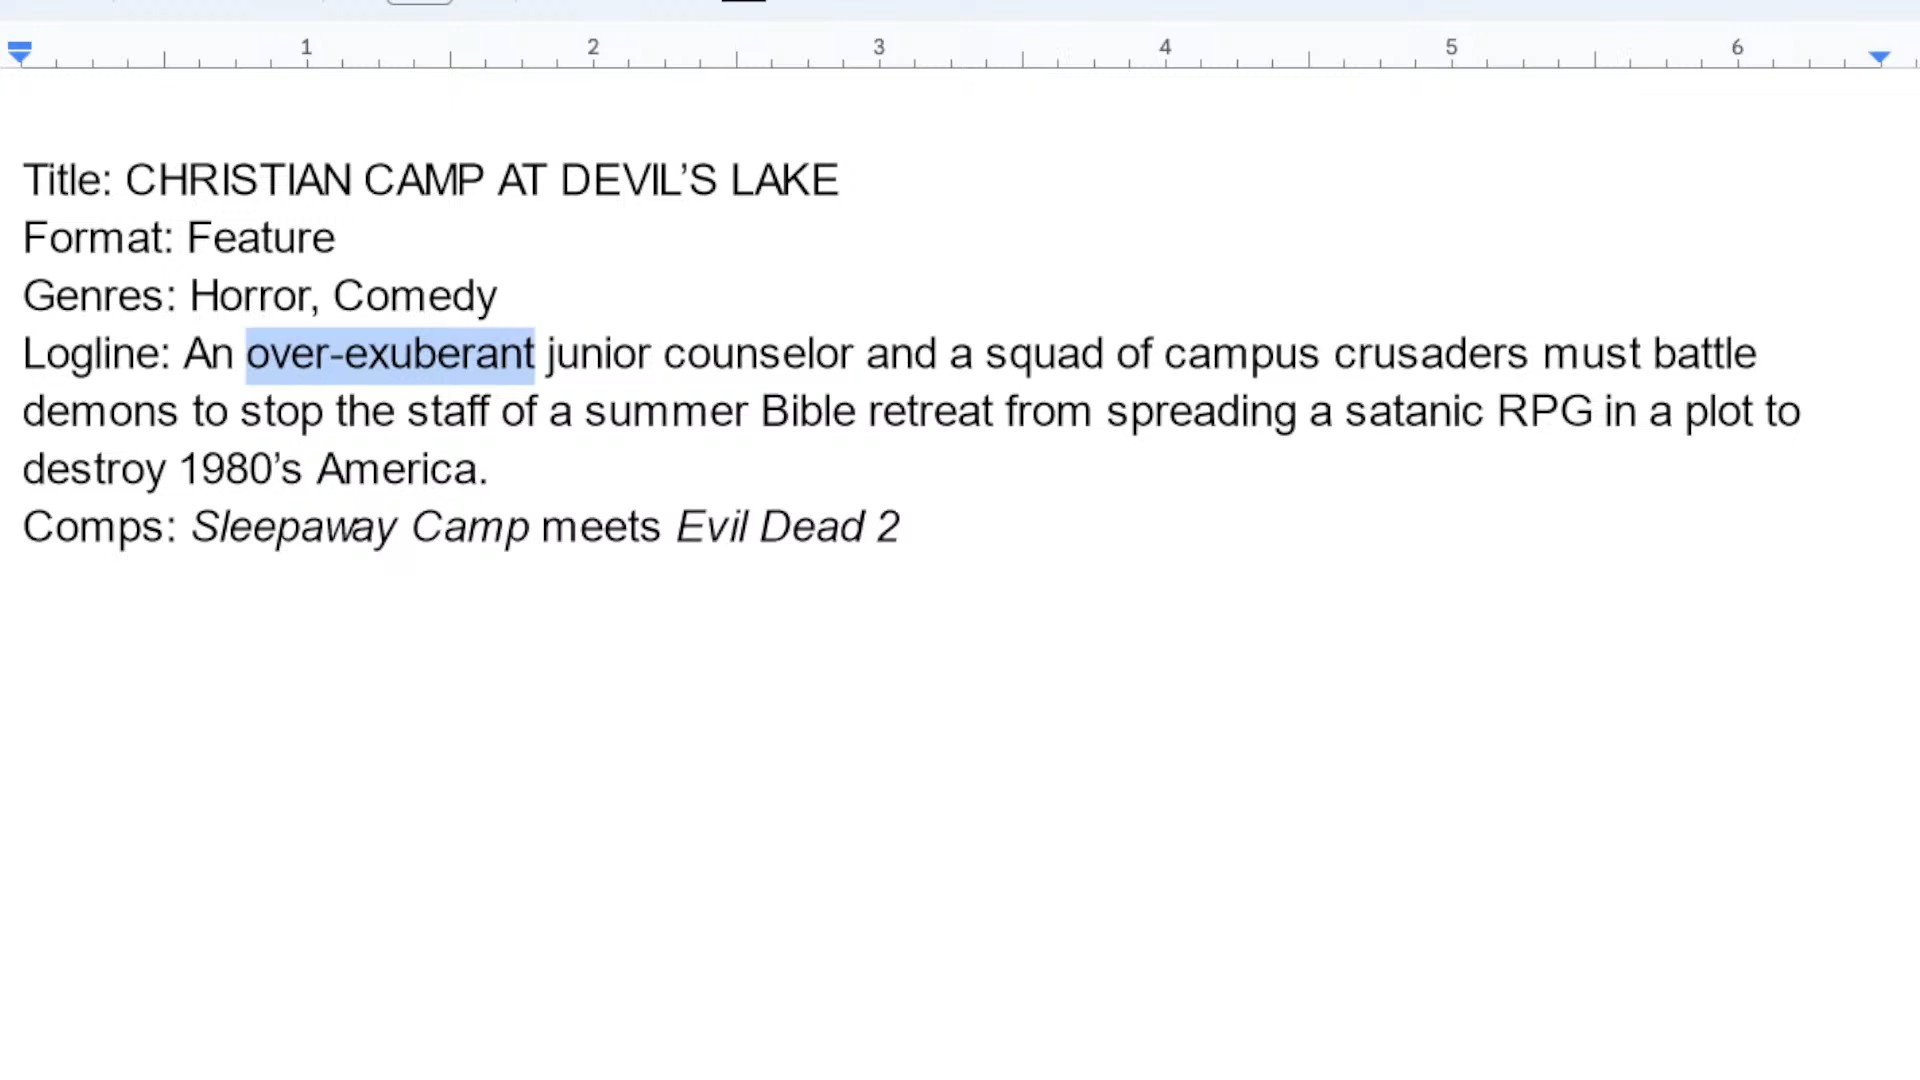 1 2 3 4 5 6
Title: CHRISTIAN CAMP AT DEVIL’S LAKE
Format: Feature
Genres: Horror, Comedy
Logline: An over-exuberant junior counselor and a squad of campus crusaders must battle
demons to stop the staff of a summer Bible retreat from spreading a satanic RPG in a plot to
destroy 1980’s America.
Comps: Sleepaway Camp meets Evil Dead 2